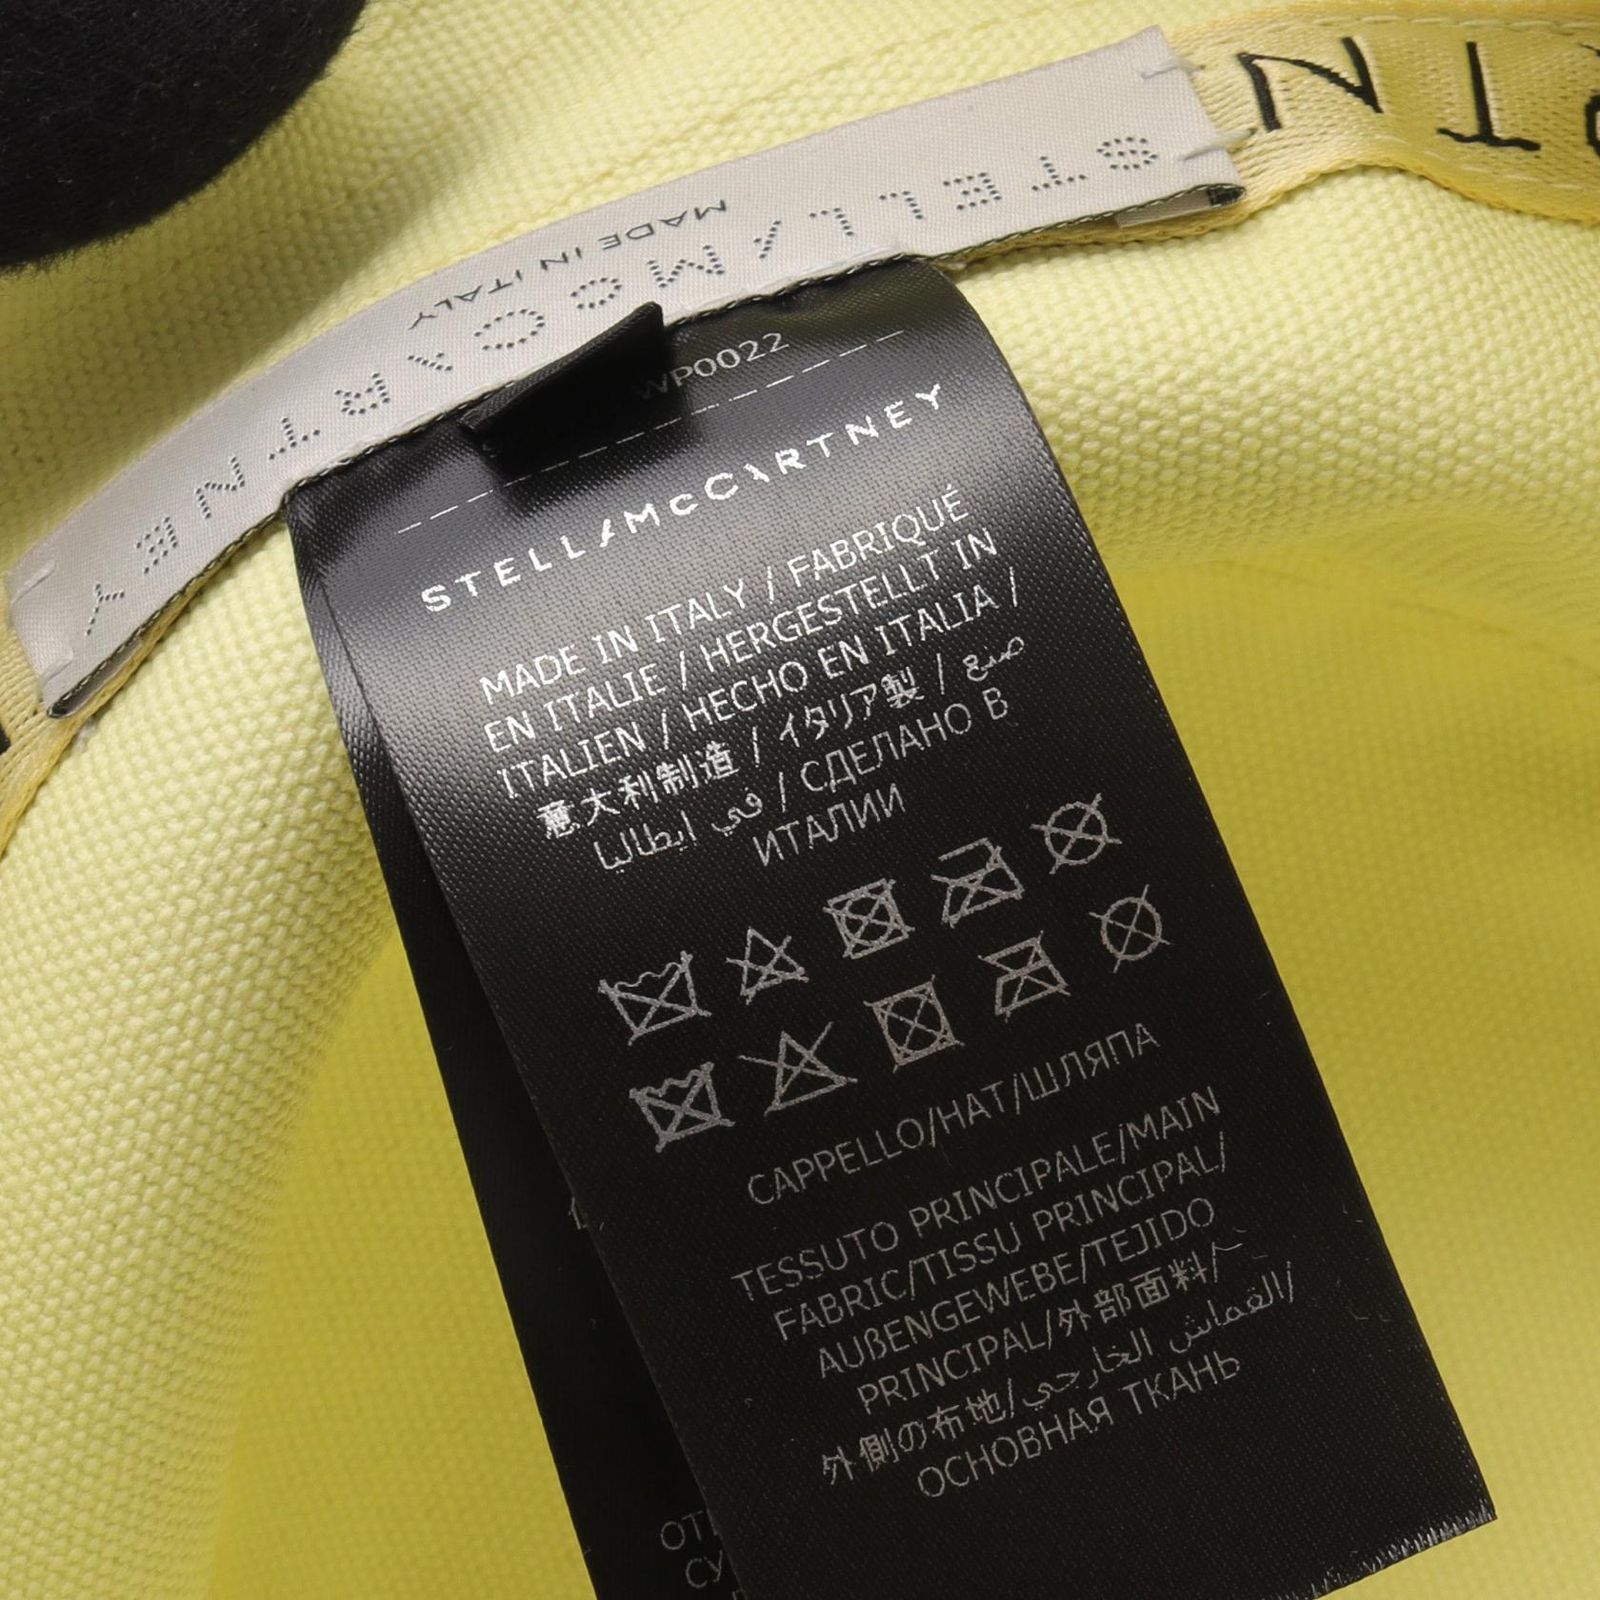 RTN
STELLA McCARTNEY
MADE IN ITALY
WP0022
STELLA McCARTNEY
MADE IN ITALY / FABRIQUÉ
EN ITALIE / HERGESTELLT IN
ITALIEN / HECHO EN ITALIA /
意大利制造 / イタリア製 / صنع
في ايطاليا / СДЕЛАНО В
ИТАЛИИ
CAPPELLO/HAT/ШЛЯПА
TESSUTO PRINCIPALE/MAIN
FABRIC/TISSU PRINCIPAL/
AUßENGEWEBE/TEJIDO
PRINCIPAL/外部面料/
外側の布地/القماش الخارجي/
ОСНОВНАЯ ТКАНЬ